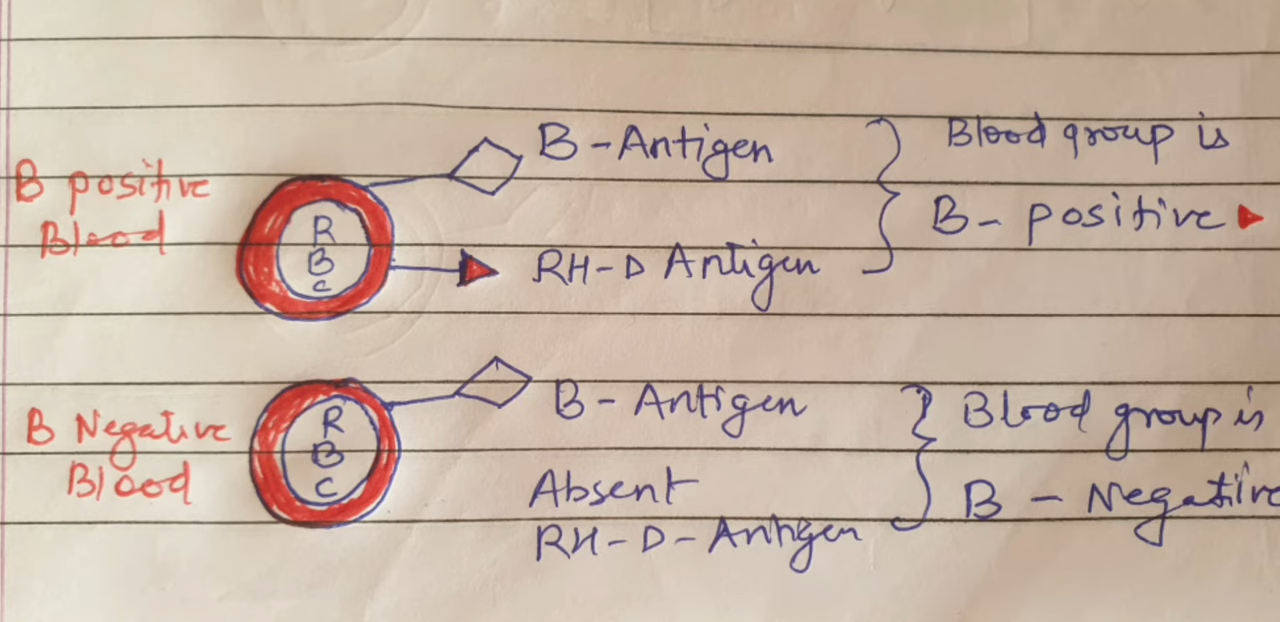 B positive
Blood
R
B
C
B-Antigen
RH-D Antigen
Blood group is
B- positive
B Negative
Blood
R
B
C
B- Antigen
Absent
RH-D-Antigen
Blood group is
B - Negative